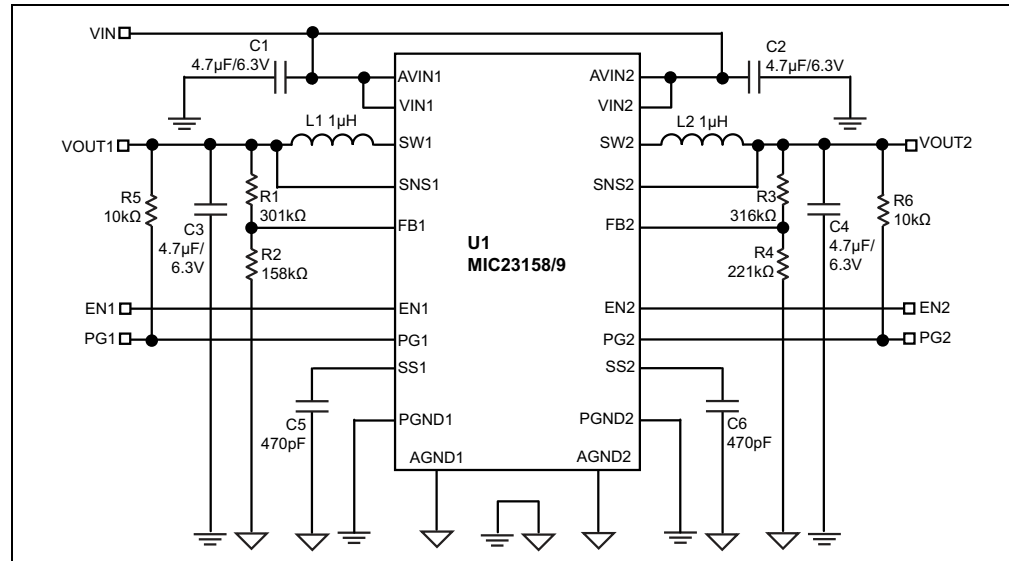 VIN
C1
4.7µF/6.3V
C2
4.7µF/6.3V
AVIN1
AVIN2
VIN1
VIN2
L1 1µH
L2 1µH
VOUT1
SW1
SW2
VOUT2
SNS1
SNS2
R5
10kΩ
R1
301kΩ
R3
316kΩ
R6
10kΩ
C3
4.7µF/
6.3V
FB1
FB2
C4
4.7µF/
6.3V
U1
MIC23158/9
R2
158kΩ
R4
221kΩ
EN1
EN1
EN2
EN2
PG1
PG1
PG2
PG2
SS1
SS2
C5
470pF
PGND1
PGND2
C6
470pF
AGND1
AGND2